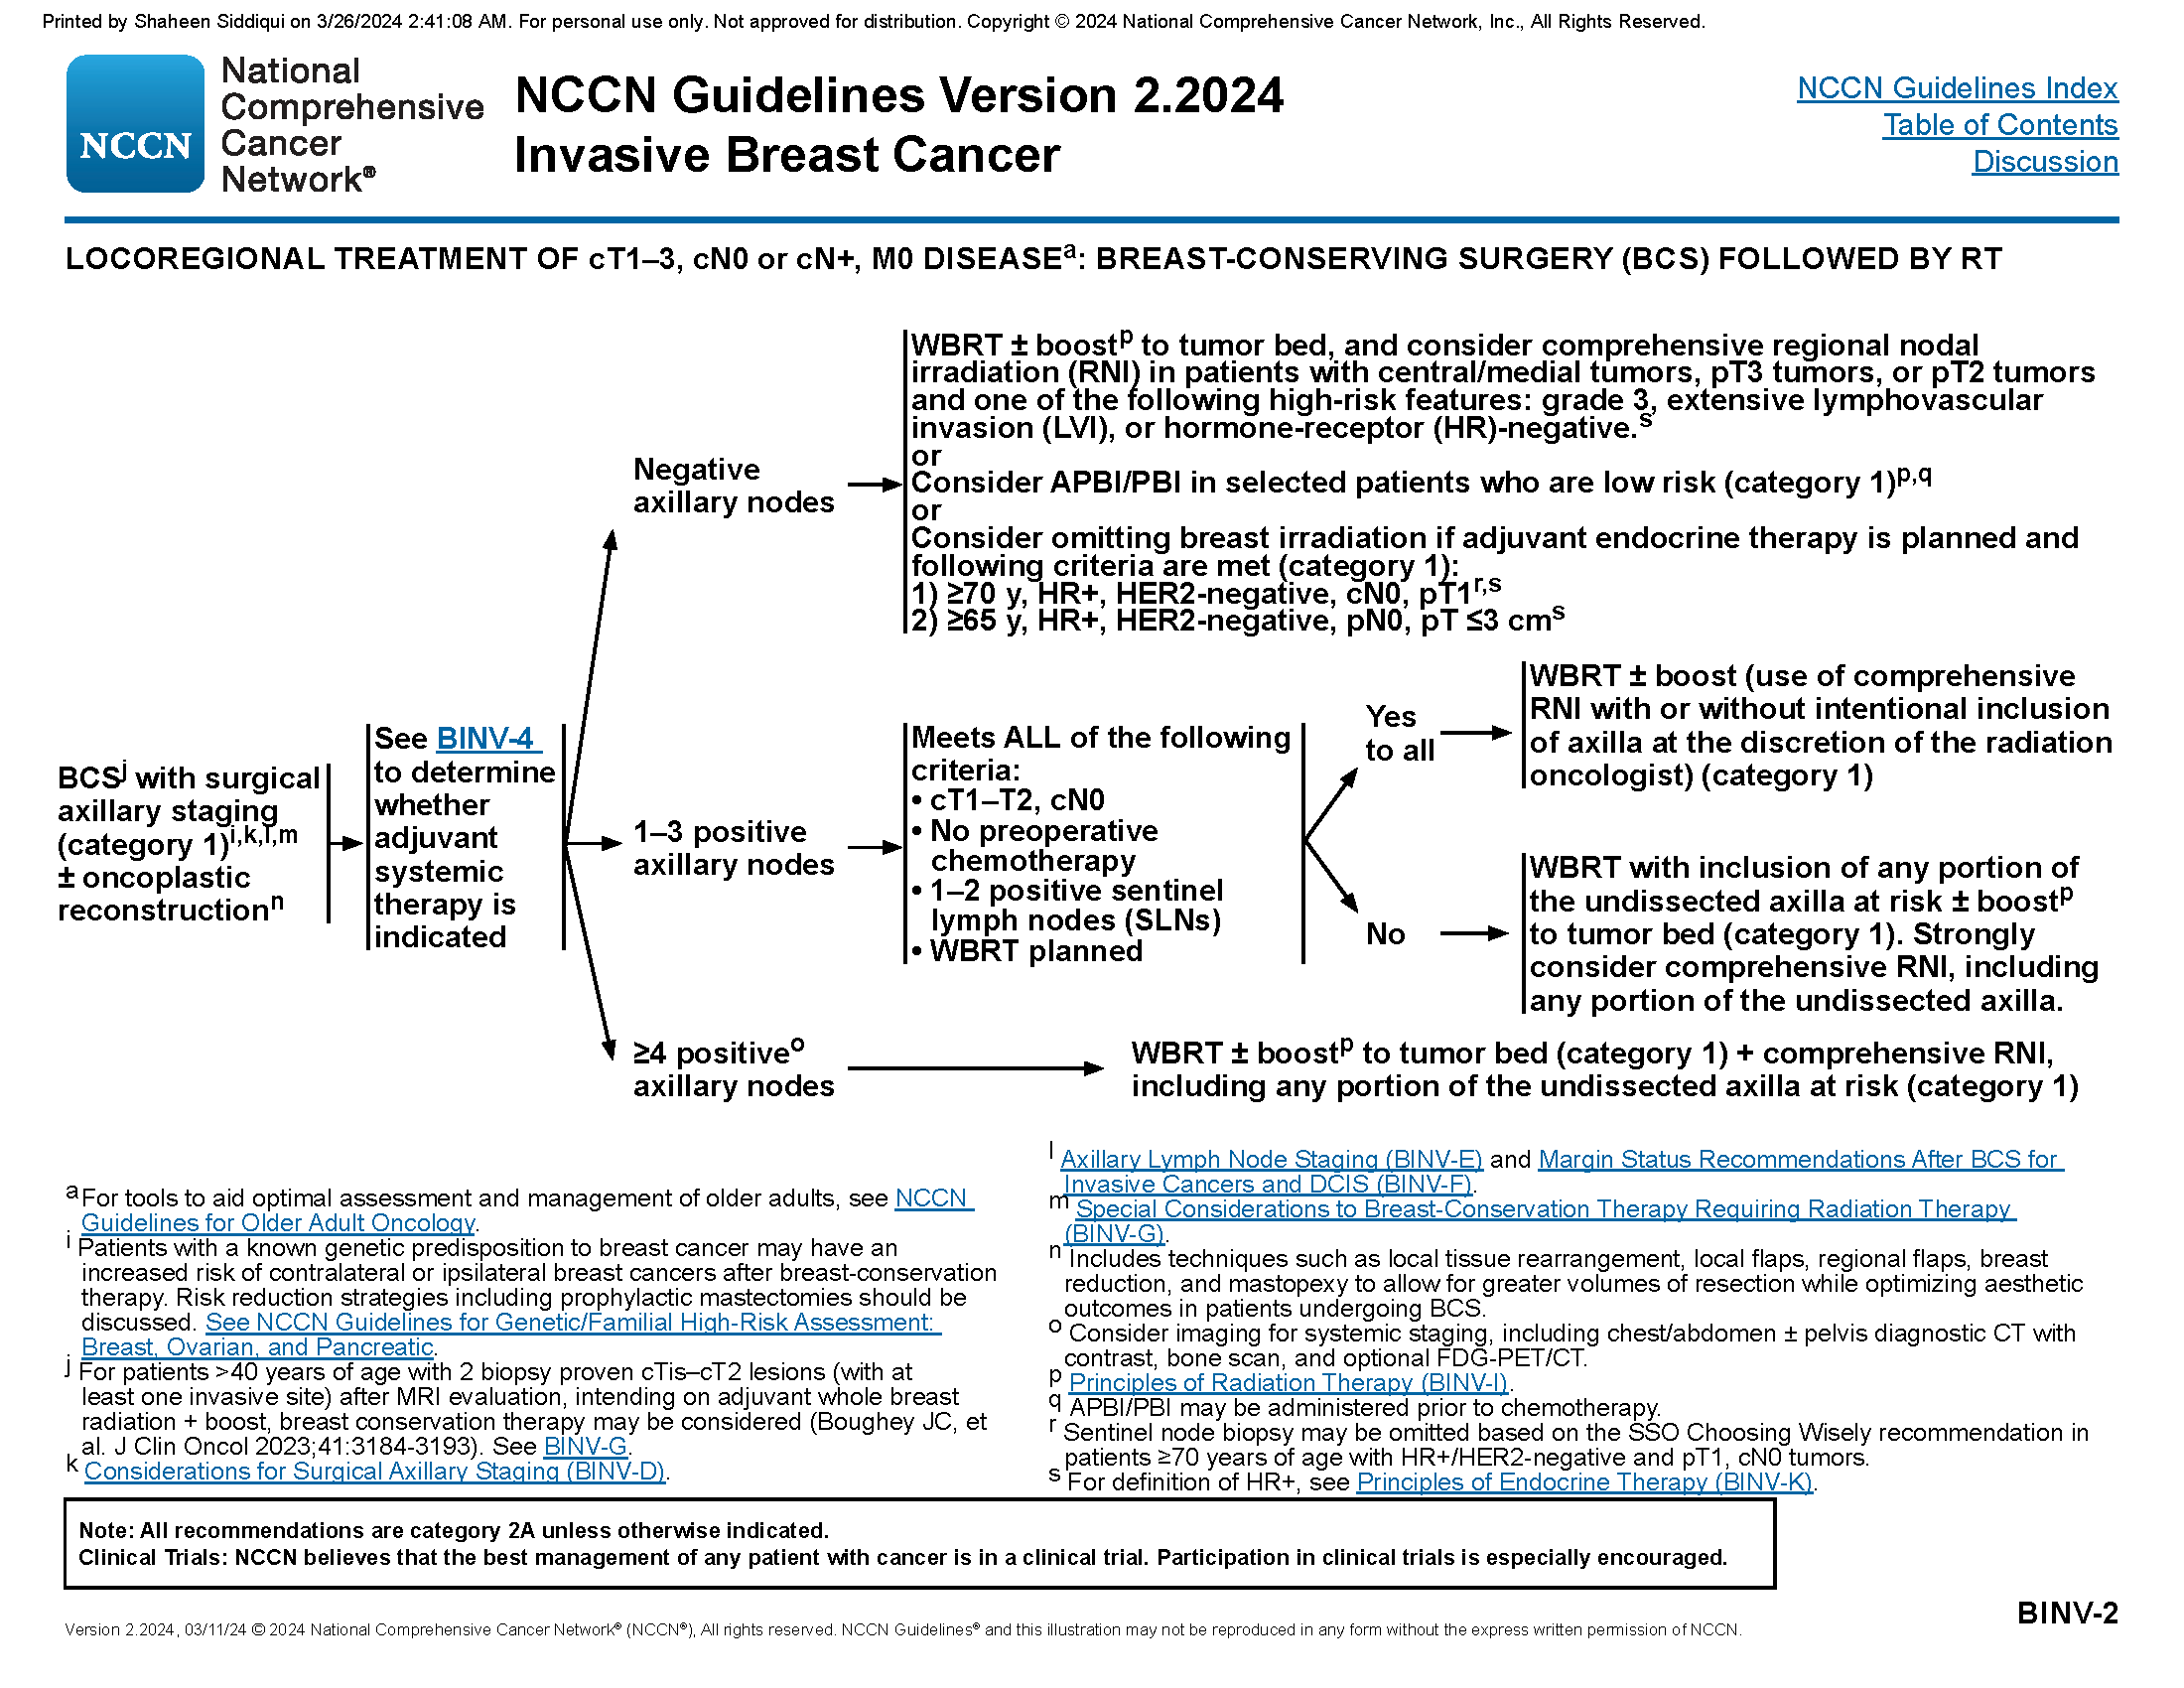 Printed by Shaheen Siddiqui on 3/26/2024 2:41:08 AM. For personal use only. Not approved for distribution. Copyright © 2024 National Comprehensive Cancer Network, Inc., All Rights Reserved.
NCCN
National
Comprehensive
Cancer
Network®
NCCN Guidelines Version 2.2024
Invasive Breast Cancer
NCCN Guidelines Index
Table of Contents
Discussion
LOCOREGIONAL TREATMENT OF cT1–3, cN0 or cN+, M0 DISEASEa: BREAST-CONSERVING SURGERY (BCS) FOLLOWED BY RT
BCSj with surgical
axillary staging
(category 1)i,k,l,m
± oncoplastic
reconstructionn
See BINV-4
to determine
whether
adjuvant
systemic
therapy is
indicated
Negative
axillary nodes
WBRT ± boostp to tumor bed, and consider comprehensive regional nodal
irradiation (RNI) in patients with central/medial tumors, pT3 tumors, or pT2 tumors
and one of the following high-risk features: grade 3, extensive lymphovascular
invasion (LVI), or hormone-receptor (HR)-negative.s
or
Consider APBI/PBI in selected patients who are low risk (category 1)p,q
or
Consider omitting breast irradiation if adjuvant endocrine therapy is planned and
following criteria are met (category 1):
1) ≥70 y, HR+, HER2-negative, cN0, pT1r,s
2) ≥65 y, HR+, HER2-negative, pN0, pT ≤3 cms
1–3 positive
axillary nodes
Meets ALL of the following
criteria:
• cT1–T2, cN0
• No preoperative
chemotherapy
• 1–2 positive sentinel
lymph nodes (SLNs)
• WBRT planned
Yes
to all
WBRT ± boost (use of comprehensive
RNI with or without intentional inclusion
of axilla at the discretion of the radiation
oncologist) (category 1)
No
WBRT with inclusion of any portion of
the undissected axilla at risk ± boostp
to tumor bed (category 1). Strongly
consider comprehensive RNI, including
any portion of the undissected axilla.
≥4 positiveo
axillary nodes
WBRT ± boostp to tumor bed (category 1) + comprehensive RNI,
including any portion of the undissected axilla at risk (category 1)
a For tools to aid optimal assessment and management of older adults, see NCCN
Guidelines for Older Adult Oncology.
i Patients with a known genetic predisposition to breast cancer may have an
increased risk of contralateral or ipsilateral breast cancers after breast-conservation
therapy. Risk reduction strategies including prophylactic mastectomies should be
discussed. See NCCN Guidelines for Genetic/Familial High-Risk Assessment:
Breast, Ovarian, and Pancreatic.
j For patients >40 years of age with 2 biopsy proven cTis–cT2 lesions (with at
least one invasive site) after MRI evaluation, intending on adjuvant whole breast
radiation + boost, breast conservation therapy may be considered (Boughey JC, et
al. J Clin Oncol 2023;41:3184-3193). See BINV-G.
k Considerations for Surgical Axillary Staging (BINV-D).
l Axillary Lymph Node Staging (BINV-E) and Margin Status Recommendations After BCS for
Invasive Cancers and DCIS (BINV-F).
m Special Considerations to Breast-Conservation Therapy Requiring Radiation Therapy
(BINV-G).
n Includes techniques such as local tissue rearrangement, local flaps, regional flaps, breast
reduction, and mastopexy to allow for greater volumes of resection while optimizing aesthetic
outcomes in patients undergoing BCS.
o Consider imaging for systemic staging, including chest/abdomen ± pelvis diagnostic CT with
contrast, bone scan, and optional FDG-PET/CT.
p Principles of Radiation Therapy (BINV-I).
q APBI/PBI may be administered prior to chemotherapy.
r Sentinel node biopsy may be omitted based on the SSO Choosing Wisely recommendation in
patients ≥70 years of age with HR+/HER2-negative and pT1, cN0 tumors.
s For definition of HR+, see Principles of Endocrine Therapy (BINV-K).
Note: All recommendations are category 2A unless otherwise indicated.
Clinical Trials: NCCN believes that the best management of any patient with cancer is in a clinical trial. Participation in clinical trials is especially encouraged.
BINV-2
Version 2.2024, 03/11/24 © 2024 National Comprehensive Cancer Network® (NCCN®), All rights reserved. NCCN Guidelines® and this illustration may not be reproduced in any form without the express written permission of NCCN.